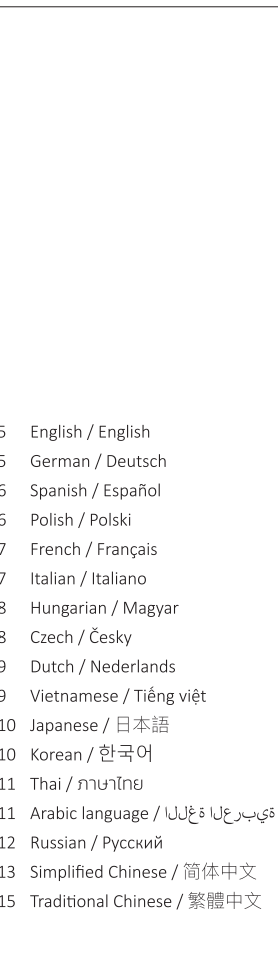 5 English / English
5 German / Deutsch
6 Spanish / Español
6 Polish / Polski
7 French / Français
7 Italian / Italiano
8 Hungarian / Magyar
8 Czech / Česky
9 Dutch / Nederlands
9 Vietnamese / Tiếng việt
10 Japanese / 日本語
10 Korean / 한국어
11 Thai / ภาษาไทย
11 Arabic language / ةيبرعلا ةغللا
12 Russian / Русский
13 Simplified Chinese / 简体中文
15 Traditional Chinese / 繁體中文